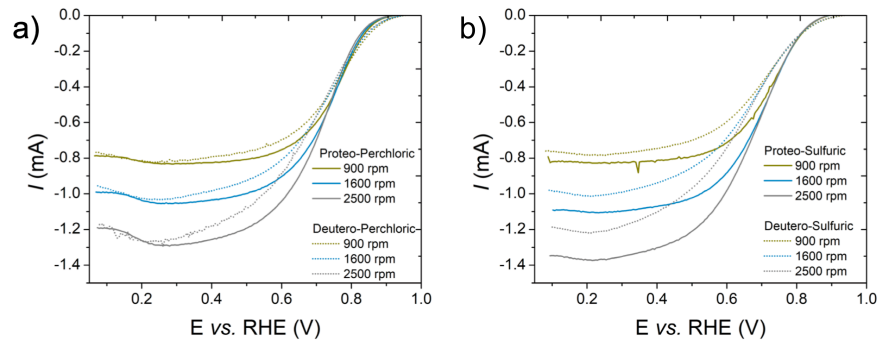 a)
0.0
-0.2
-0.4
-0.6
-0.8
-1.0
-1.2
-1.4
I (mA)
Proteo-Perchloric
900 rpm
1600 rpm
2500 rpm
Deutero-Perchloric
900 rpm
1600 rpm
2500 rpm
0.2 0.4 0.6 0.8 1.0
E vs. RHE (V)
b)
0.0
-0.2
-0.4
-0.6
-0.8
-1.0
-1.2
-1.4
I (mA)
Proteo-Sulfuric
900 rpm
1600 rpm
2500 rpm
Deutero-Sulfuric
900 rpm
1600 rpm
2500 rpm
0.2 0.4 0.6 0.8 1.0
E vs. RHE (V)